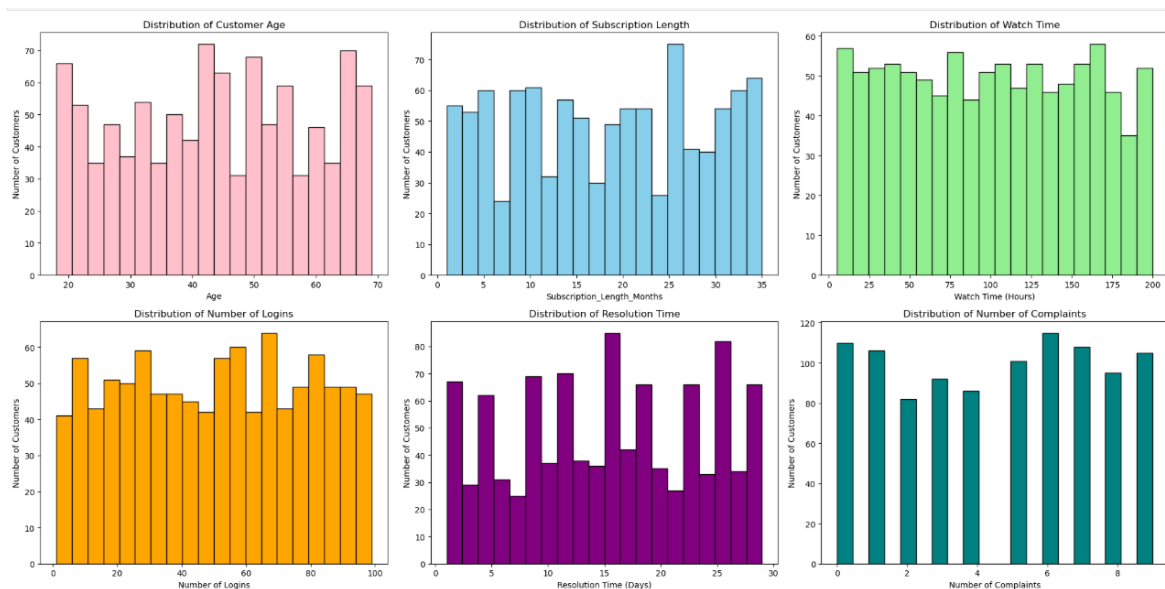 Distribution of Customer Age
Number of Customers
70
60
50
40
30
20
10
0
20 30 40 50 60 70
Age
Distribution of Subscription Length
Number of Customers
70
60
50
40
30
20
10
0
0 5 10 15 20 25 30 35
Subscription_Length_Months
Distribution of Watch Time
Number of Customers
60
50
40
30
20
10
0
0 25 50 75 100 125 150 175 200
Watch Time (Hours)
Distribution of Number of Logins
Number of Customers
60
50
40
30
20
10
0
0 20 40 60 80 100
Number of Logins
Distribution of Resolution Time
Number of Customers
80
70
60
50
40
30
20
10
0
0 5 10 15 20 25 30
Resolution Time (Days)
Distribution of Number of Complaints
Number of Customers
120
100
80
60
40
20
0
0 2 4 6 8
Number of Complaints